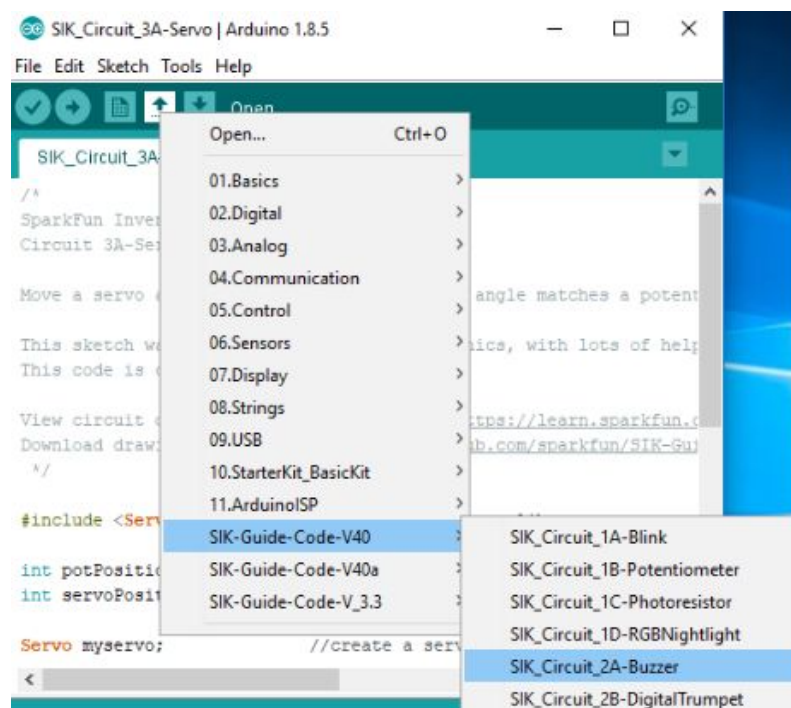 SIK_Circuit_3A-Servo | Arduino 1.8.5
File Edit Sketch Tools Help
Open
SIK_Circuit_3A-
Open... Ctrl+O
01.Basics
02.Digital
03.Analog
04.Communication
05.Control
06.Sensors
07.Display
08.Strings
09.USB
10.StarterKit_BasicKit
11.ArduinoISP
SIK-Guide-Code-V40
SIK-Guide-Code-V40a
SIK-Guide-Code-V_3.3
SIK_Circuit_1A-Blink
SIK_Circuit_1B-Potentiometer
SIK_Circuit_1C-Photoresistor
SIK_Circuit_1D-RGBNightlight
SIK_Circuit_2A-Buzzer
SIK_Circuit_2B-DigitalTrumpet
/*
SparkFun Inver
Circuit 3A-Se
Move a servo angle matches a potent
This sketch w ics, with lots of help
This code is
View circuit ttps://learn.sparkfun.c
Download draw ub.com/sparkfun/SIK-Gui
*/
#include <Serv
int potPositio
int servoPosit
Servo myservo; //create a serv